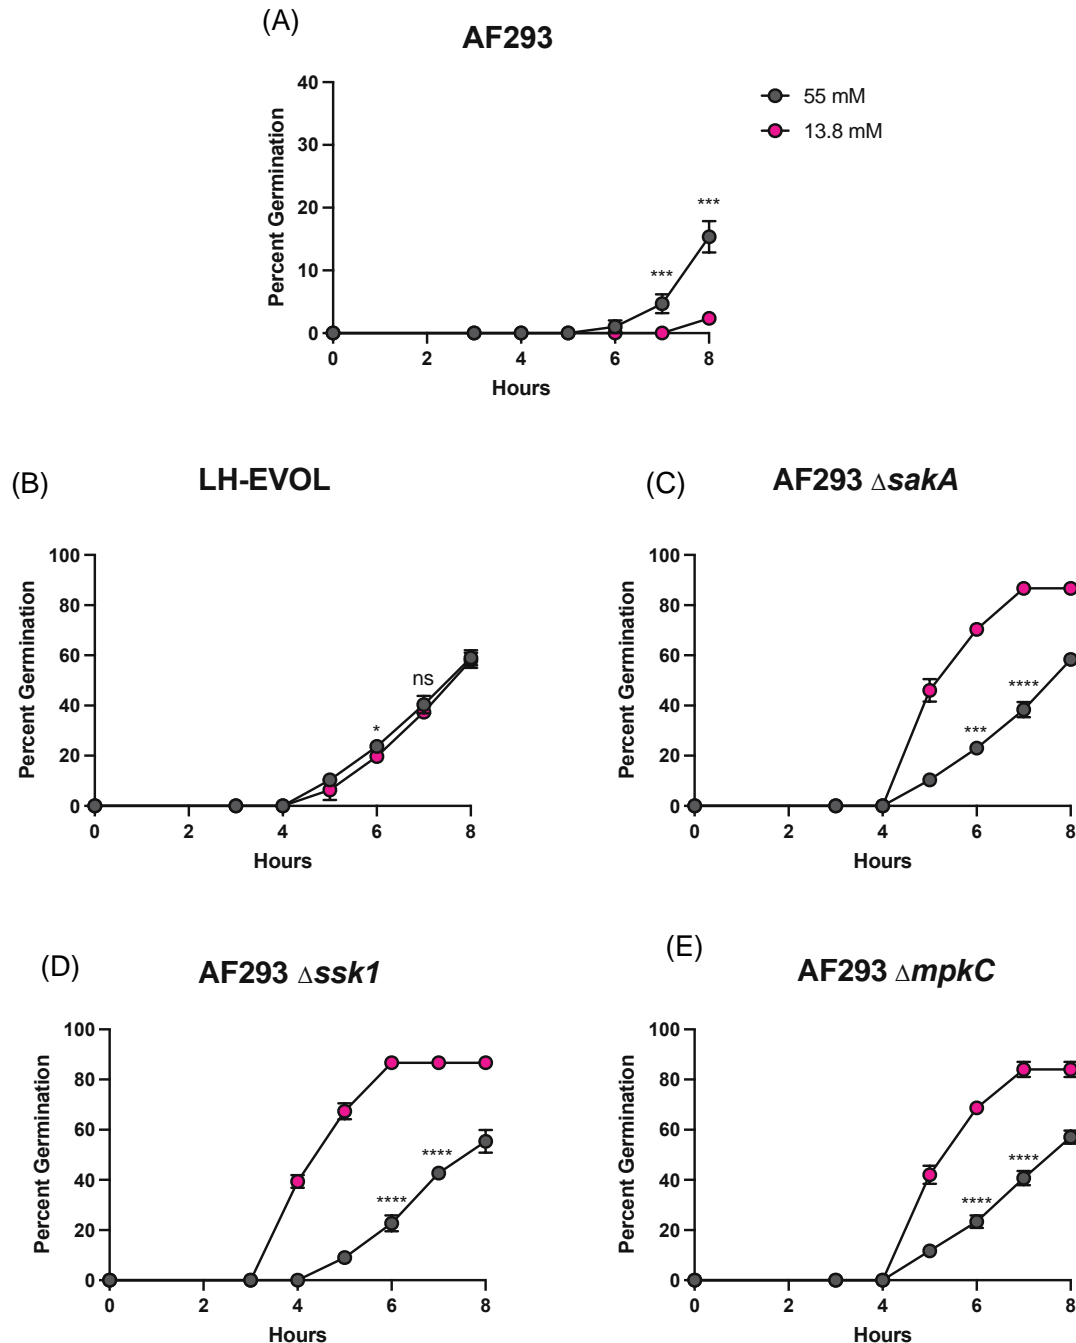 (A)
AF293
55 mM
13.8 mM
Percent Germination
40
30
20
10
0
***
***
0 2 4 6 8
Hours
(B)
LH-EVOL
Percent Germination
100
80
60
40
20
0
*
ns
0 2 4 6 8
Hours
(C)
AF293 ΔsakA
Percent Germination
100
80
60
40
20
0
***
****
0 2 4 6 8
Hours
(D)
AF293 Δssk1
Percent Germination
100
80
60
40
20
0
****
****
0 2 4 6 8
Hours
(E)
AF293 ΔmpkC
Percent Germination
100
80
60
40
20
0
****
****
0 2 4 6 8
Hours